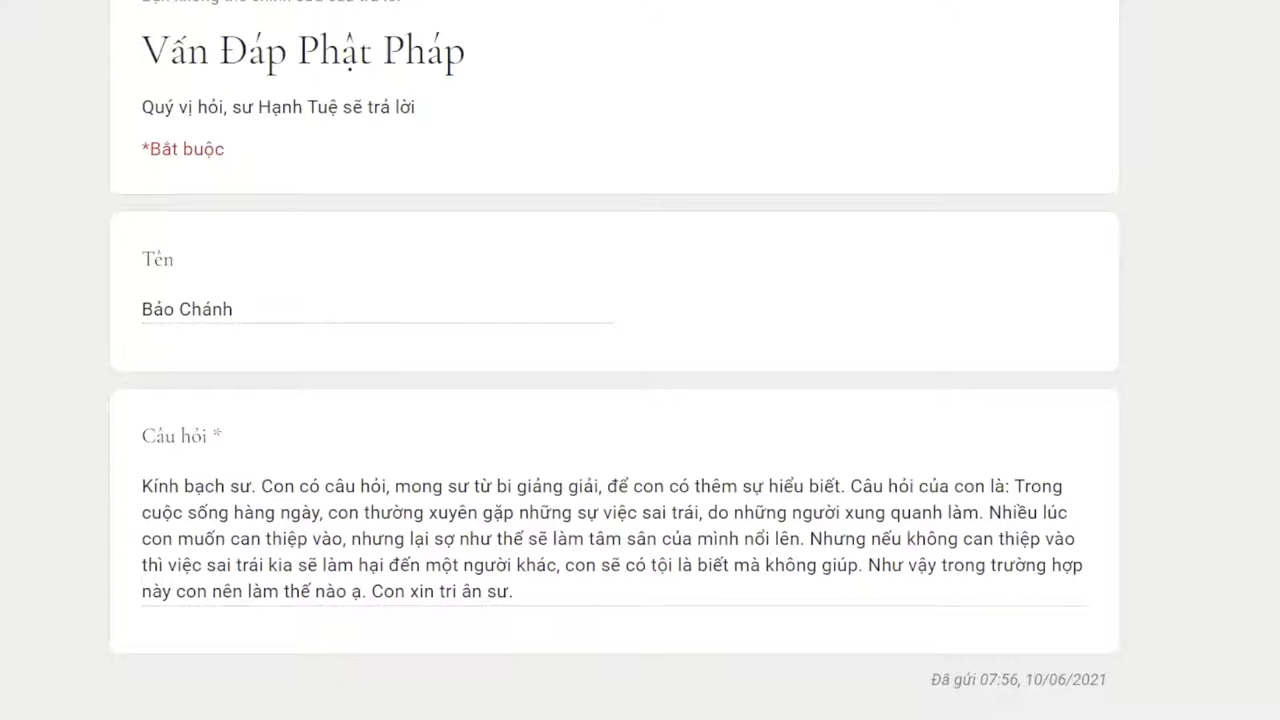 Vấn Đáp Phật Pháp
Quý vị hỏi, sư Hạnh Tuệ sẽ trả lời
*Bắt buộc
Tên
Bảo Chánh
Câu hỏi *
Kính bạch sư. Con có câu hỏi, mong sư từ bi giảng giải, để con có thêm sự hiểu biết. Câu hỏi của con là: Trong
cuộc sống hàng ngày, con thường xuyên gặp những sự việc sai trái, do những người xung quanh làm. Nhiều lúc
con muốn can thiệp vào, nhưng lại sợ như thế sẽ làm tâm sân của mình nổi lên. Nhưng nếu không can thiệp vào
thì việc sai trái kia sẽ làm hại đến một người khác, con sẽ có tội là biết mà không giúp. Như vậy trong trường hợp
này con nên làm thế nào ạ. Con xin tri ân sư.
Đã gửi 07:56, 10/06/2021